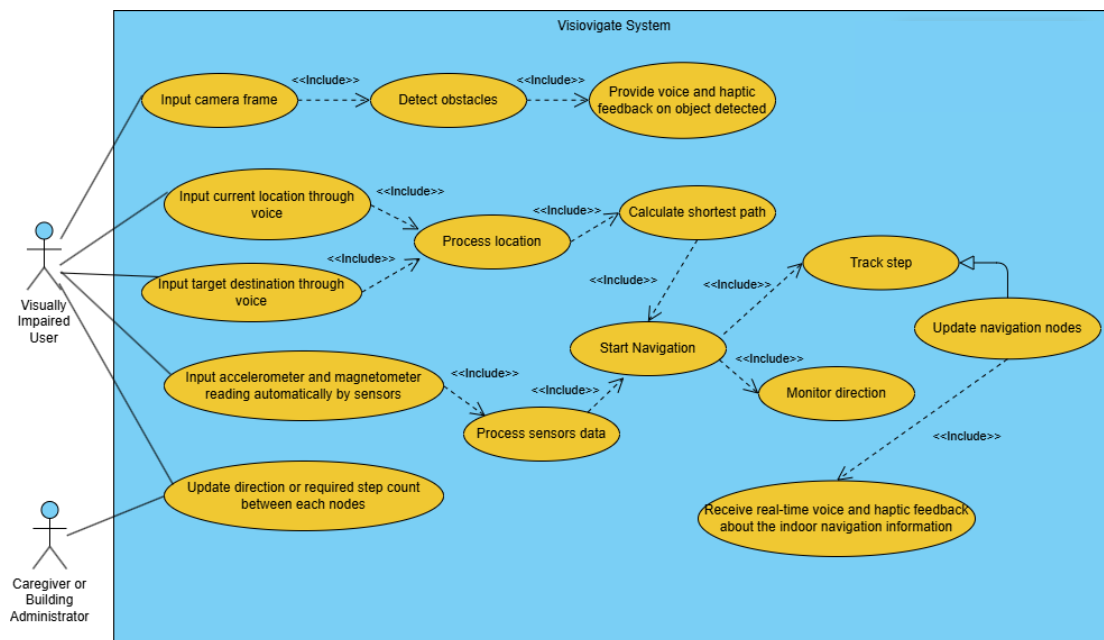 Visiovigate System
<<Include>>
<<Include>>
Input camera frame
Detect obstacles
Provide voice and haptic
feedback on object detected
Input current location through
voice
<<Include>>
<<Include>>
Calculate shortest path
Process location
Visually
Impaired
User
Input target destination through
voice
<<Include>>
<<Include>>
<<Include>>
Track step
Update navigation nodes
Start Navigation
<<Include>>
Input accelerometer and magnetometer
reading automatically by sensors
<<Include>>
<<Include>>
Monitor direction
Process sensors data
<<Include>>
Update direction or required step count
between each nodes
Receive real-time voice and haptic feedback
about the indoor navigation information
Caregiver or
Building
Administrator